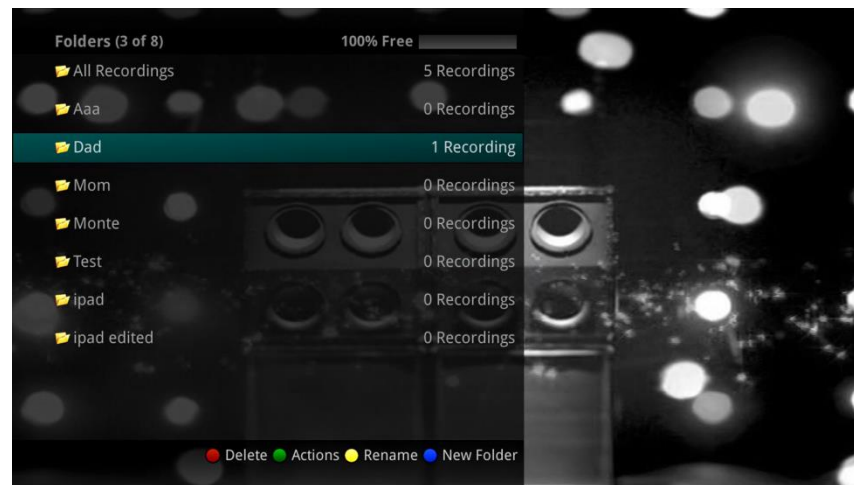 Folders (3 of 8) 100% Free
All Recordings 5 Recordings
Aaa 0 Recordings
Dad 1 Recording
Mom 0 Recordings
Monte 0 Recordings
Test 0 Recordings
ipad 0 Recordings
ipad edited 0 Recordings
Delete Actions Rename New Folder